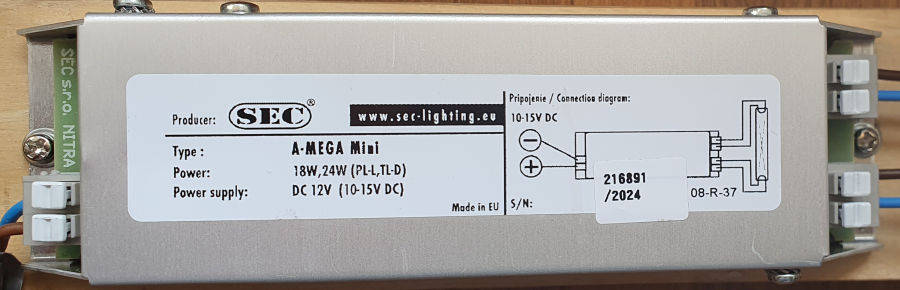 SEC s.r.o. NITRA
Producer: SEC® www.sec-lighting.eu
Type : A-MEGA Mini
Power: 18W,24W (PL-L,TL-D)
Power supply: DC 12V (10-15V DC)
Made in EU
Pripojenie / Connection diagram:
10-15V DC
−
+
S/N:
216891
/2024
08-R-37